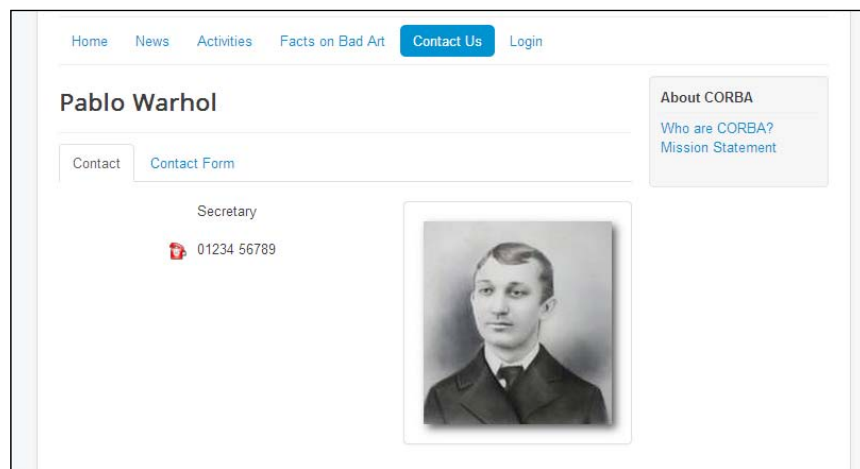 Home News Activities Facts on Bad Art Contact Us Login
Pablo Warhol
Contact Contact Form
Secretary
01234 56789
About CORBA
Who are CORBA?
Mission Statement